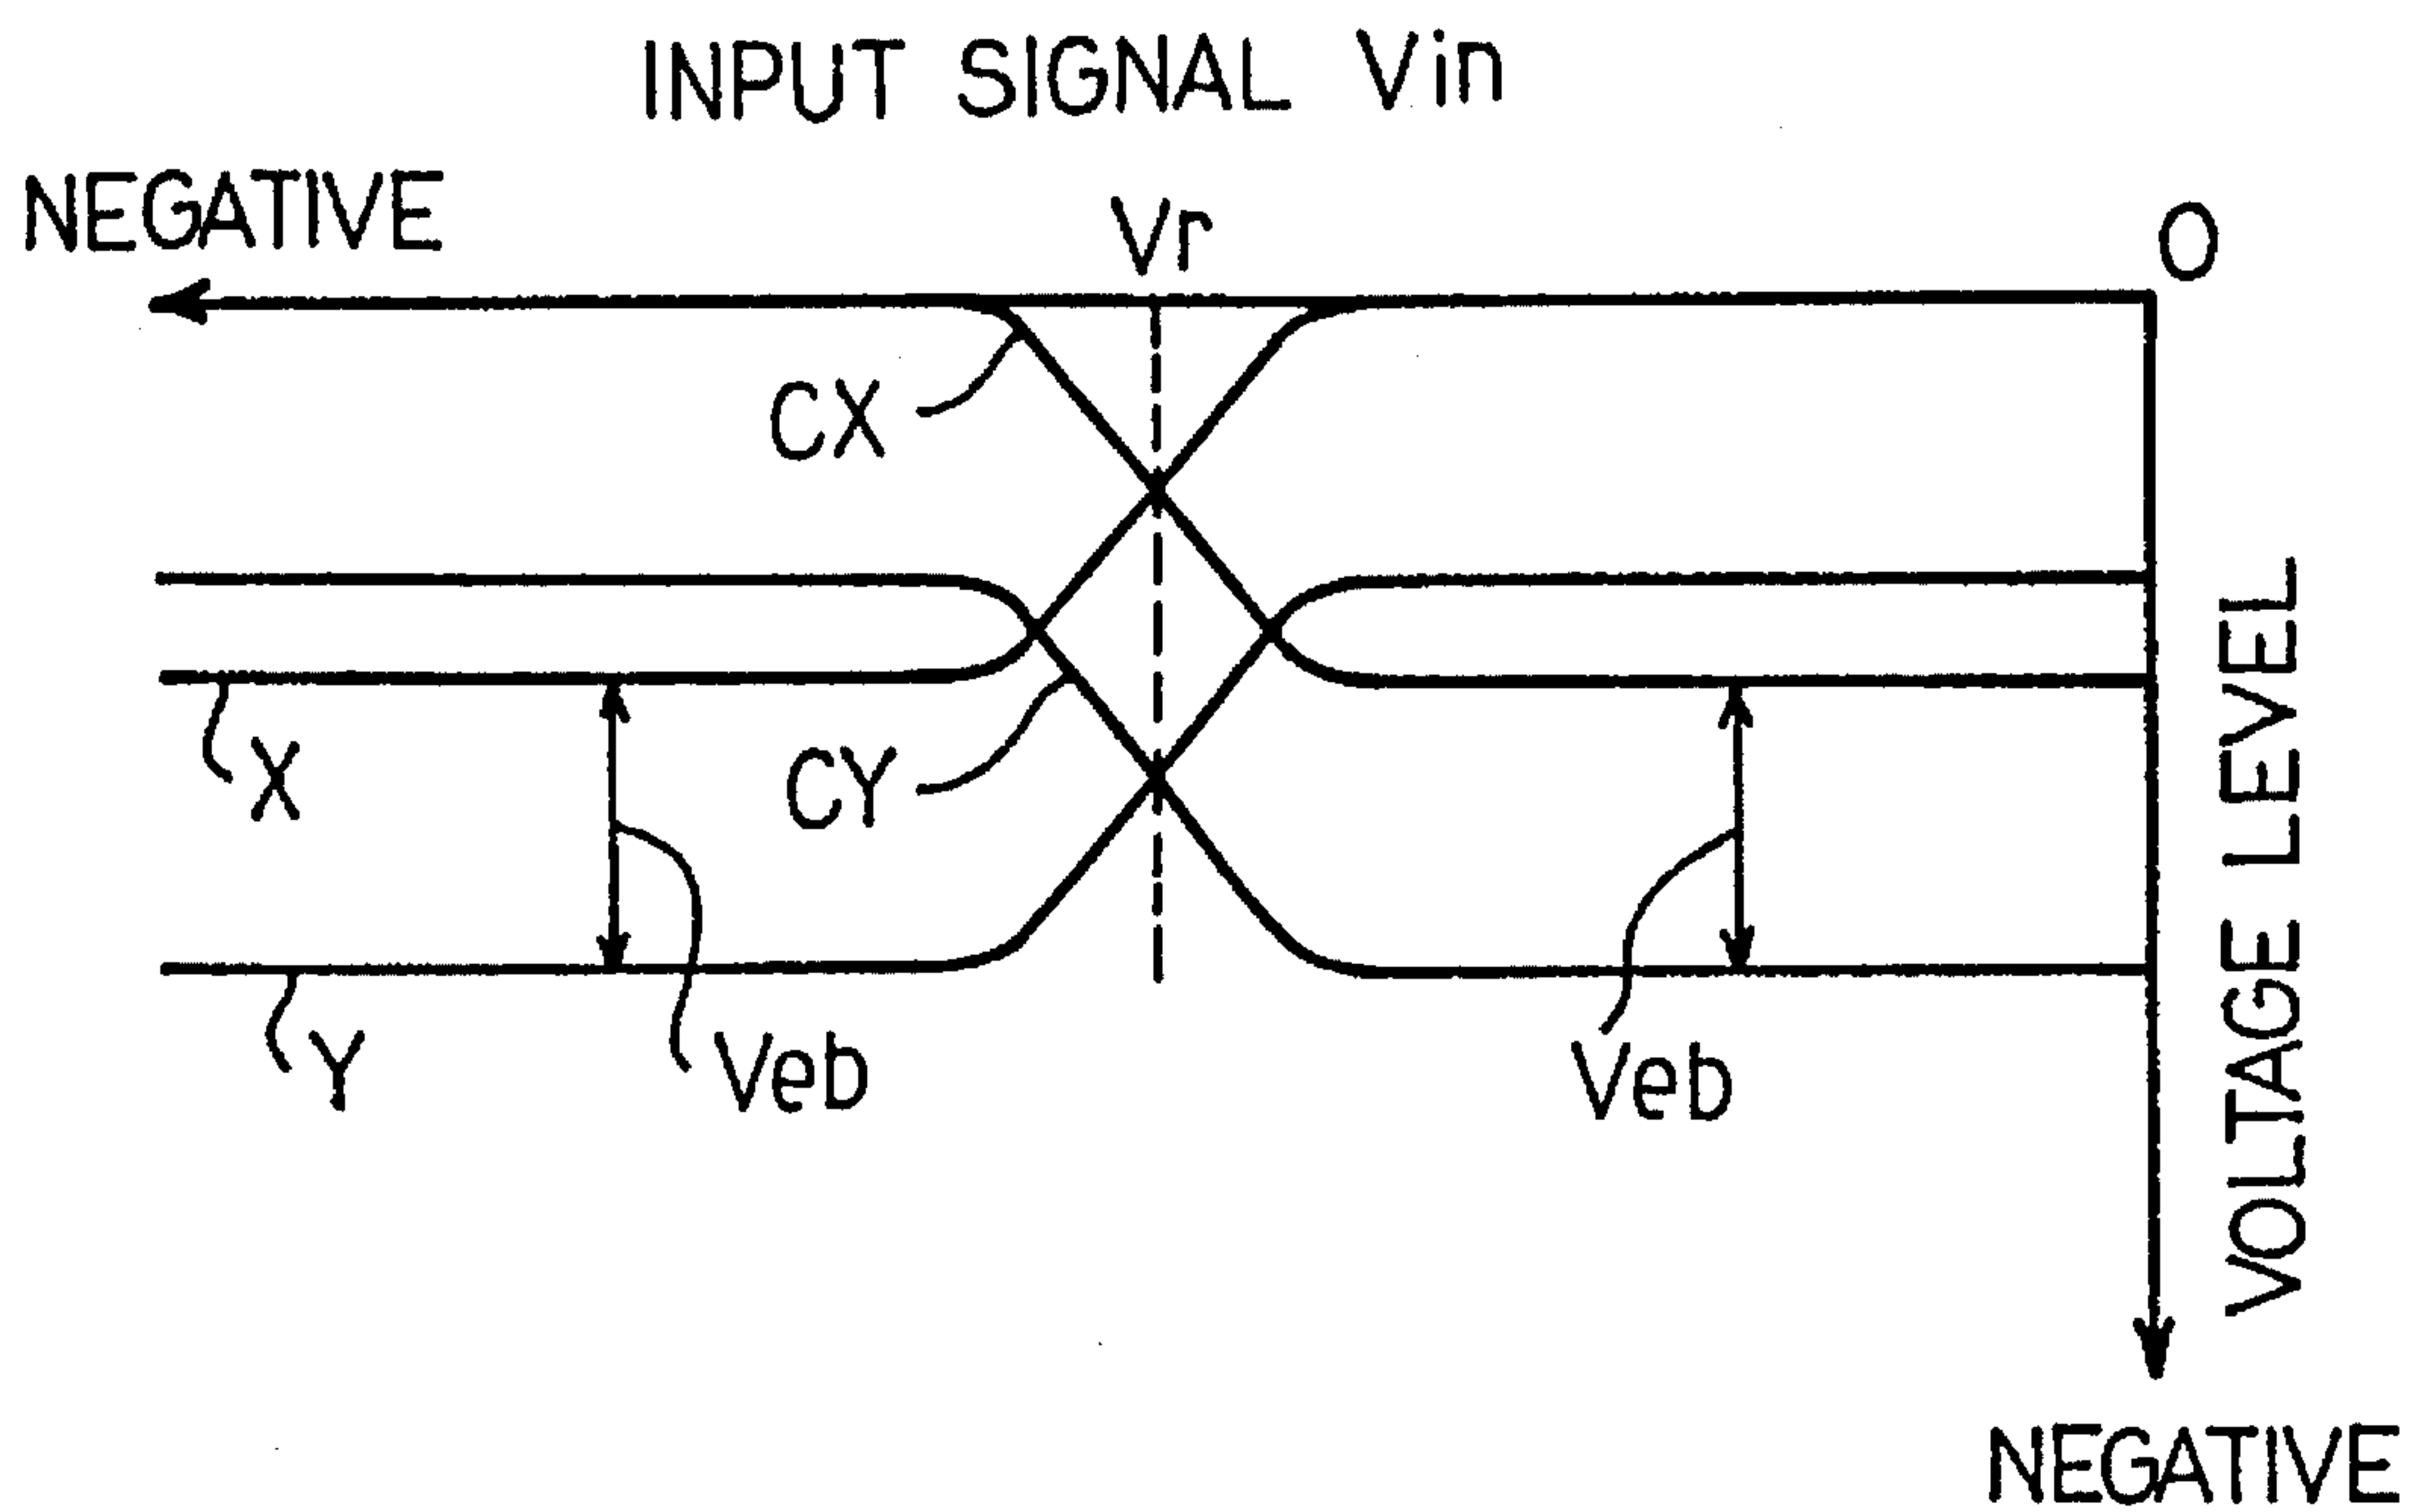 INPUT SIGNAL Vin
NEGATIVE
Vr
O
CX
X
CY
Y
Veb
Veb
VOLTAGE LEVEL
NEGATIVE